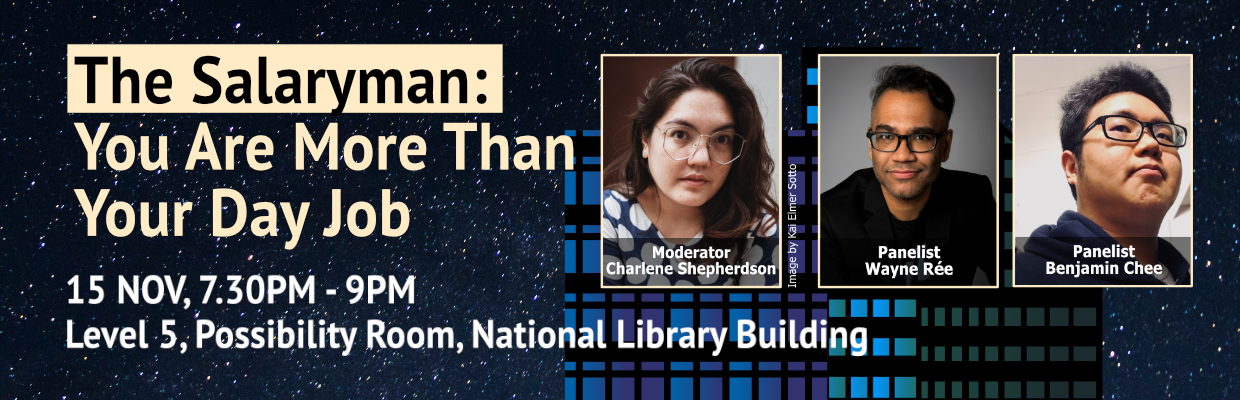 The Salaryman:
You Are More Than
Your Day Job
15 NOV, 7.30PM - 9PM
Level 5, Possibility Room, National Library Building
Moderator
Charlene Shepherdson
Image by Kai Elmer Sotto
Panelist
Wayne Rée
Panelist
Benjamin Chee